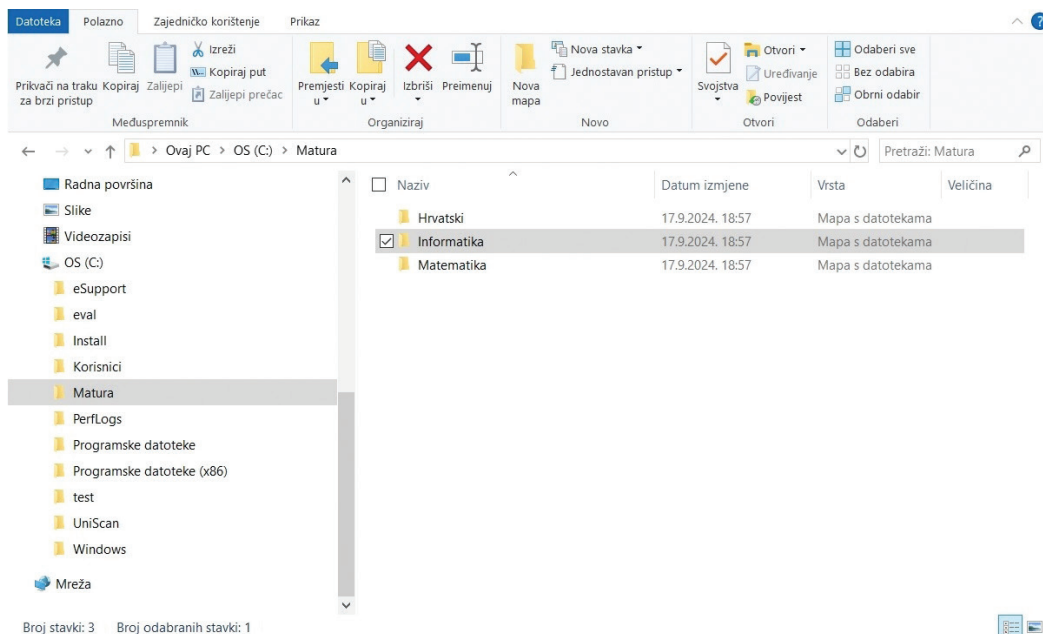 Datoteka Polazno Zajedničko korištenje Prikaz
Prikvači na traku za brzi pristup
Kopiraj
Zalijepi
Izreži
Kopiraj put
Zalijepi prečac
Međuspremnik
Premjesti u
Kopiraj u
Izbriši
Preimenuj
Organiziraj
Nova mapa
Nova stavka
Jednostavan pristup
Novo
Svojstva
Otvori
Uređivanje
Povijest
Otvori
Odaberi sve
Bez odabira
Obrni odabir
Odaberi
Ovaj PC > OS (C:) > Matura
Pretraži: Matura
Radna površina
Slike
Videozapisi
OS (C:)
eSupport
eval
Install
Korisnici
Matura
PerfLogs
Programske datoteke
Programske datoteke (x86)
test
UniScan
Windows
Mreža
Naziv Datum izmjene Vrsta Veličina
Hrvatski 17.9.2024. 18:57 Mapa s datotekama
Informatika 17.9.2024. 18:57 Mapa s datotekama
Matematika 17.9.2024. 18:57 Mapa s datotekama
Broj stavki: 3 Broj odabranih stavki: 1